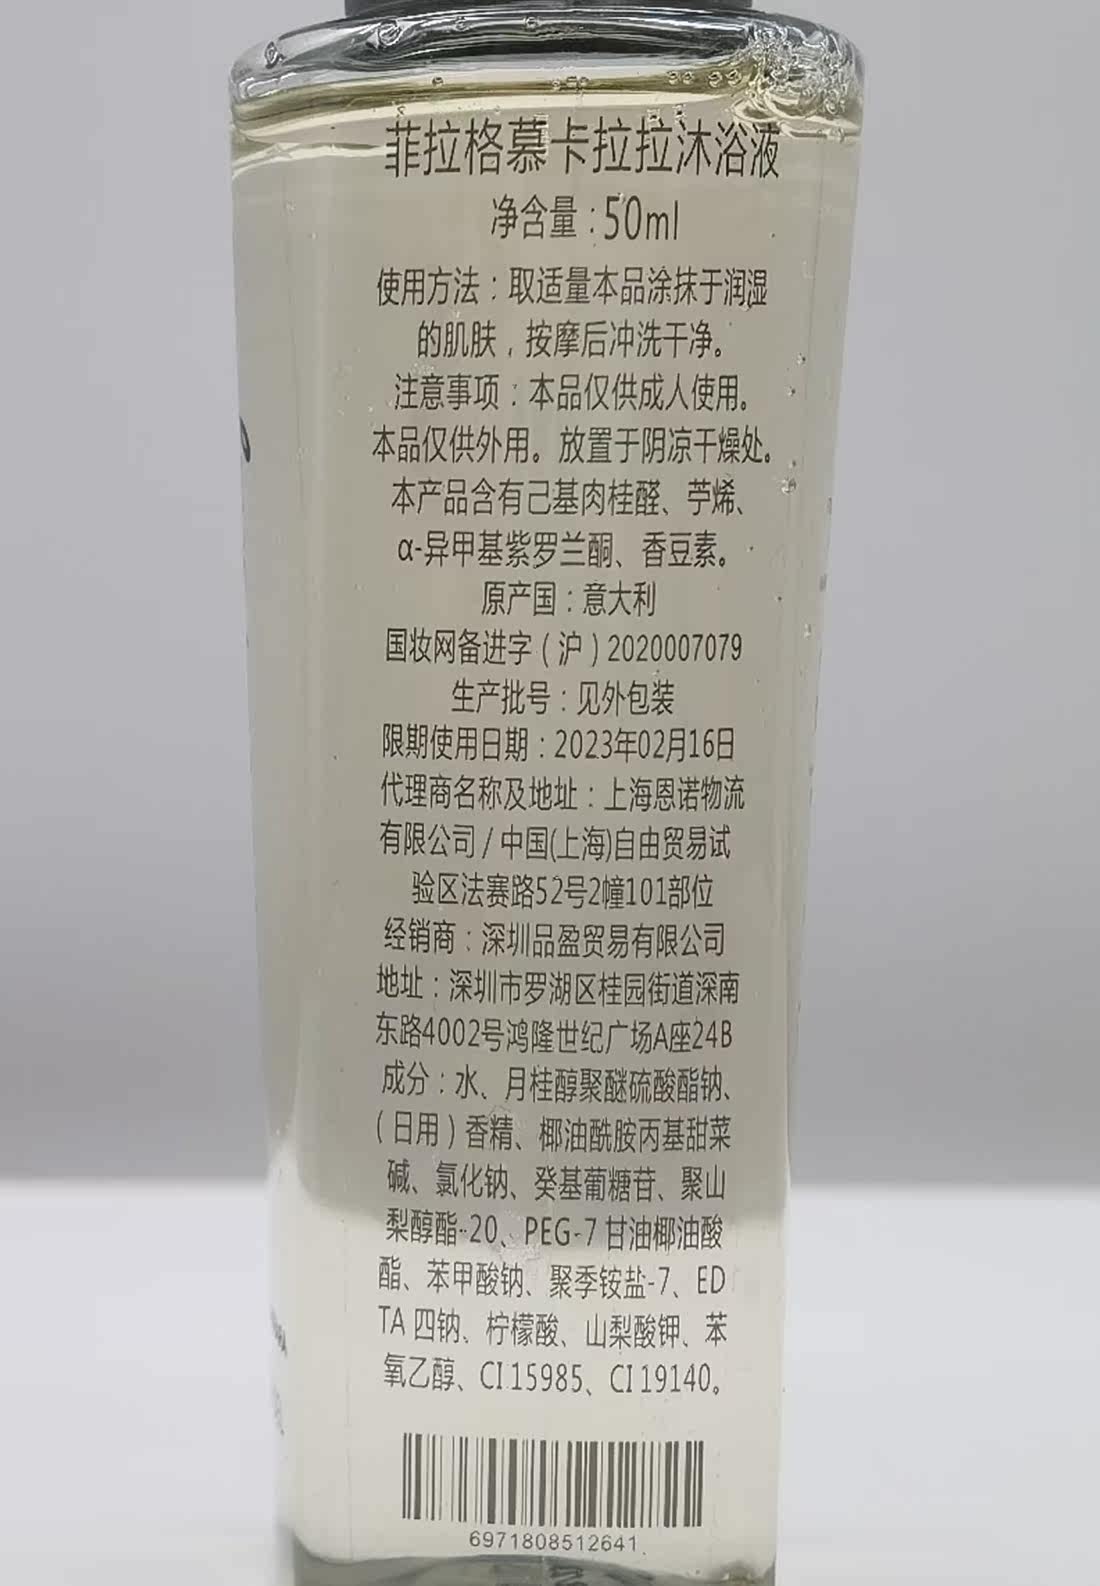 菲拉格慕卡拉拉沐浴液
净含量：50ml
使用方法：取适量本品涂抹于润湿
的肌肤，按摩后冲洗干净。
注意事项：本品仅供成人使用。
本品仅供外用。放置于阴凉干燥处。
本产品含有己基肉桂醛、苧烯、
α-异甲基紫罗兰酮、香豆素。
原产国：意大利
国妆网备进字（沪）2020007079
生产批号：见外包装
限期使用日期：2023年02月16日
代理商名称及地址：上海恩诺物流
有限公司/中国(上海)自由贸易试
验区法赛路52号2幢101部位
经销商：深圳品盈贸易有限公司
地址：深圳市罗湖区桂园街道深南
东路4002号鸿隆世纪广场A座24B
成分：水、月桂醇聚醚硫酸酯钠、
（日用）香精、椰油酰胺丙基甜菜
碱、氯化钠、癸基葡糖苷、聚山
梨醇酯-20、PEG-7 甘油椰油酸
酯、苯甲酸钠、聚季铵盐-7、ED
TA 四钠、柠檬酸、山梨酸钾、苯
氧乙醇、CI 15985、CI 19140。
6971808512641